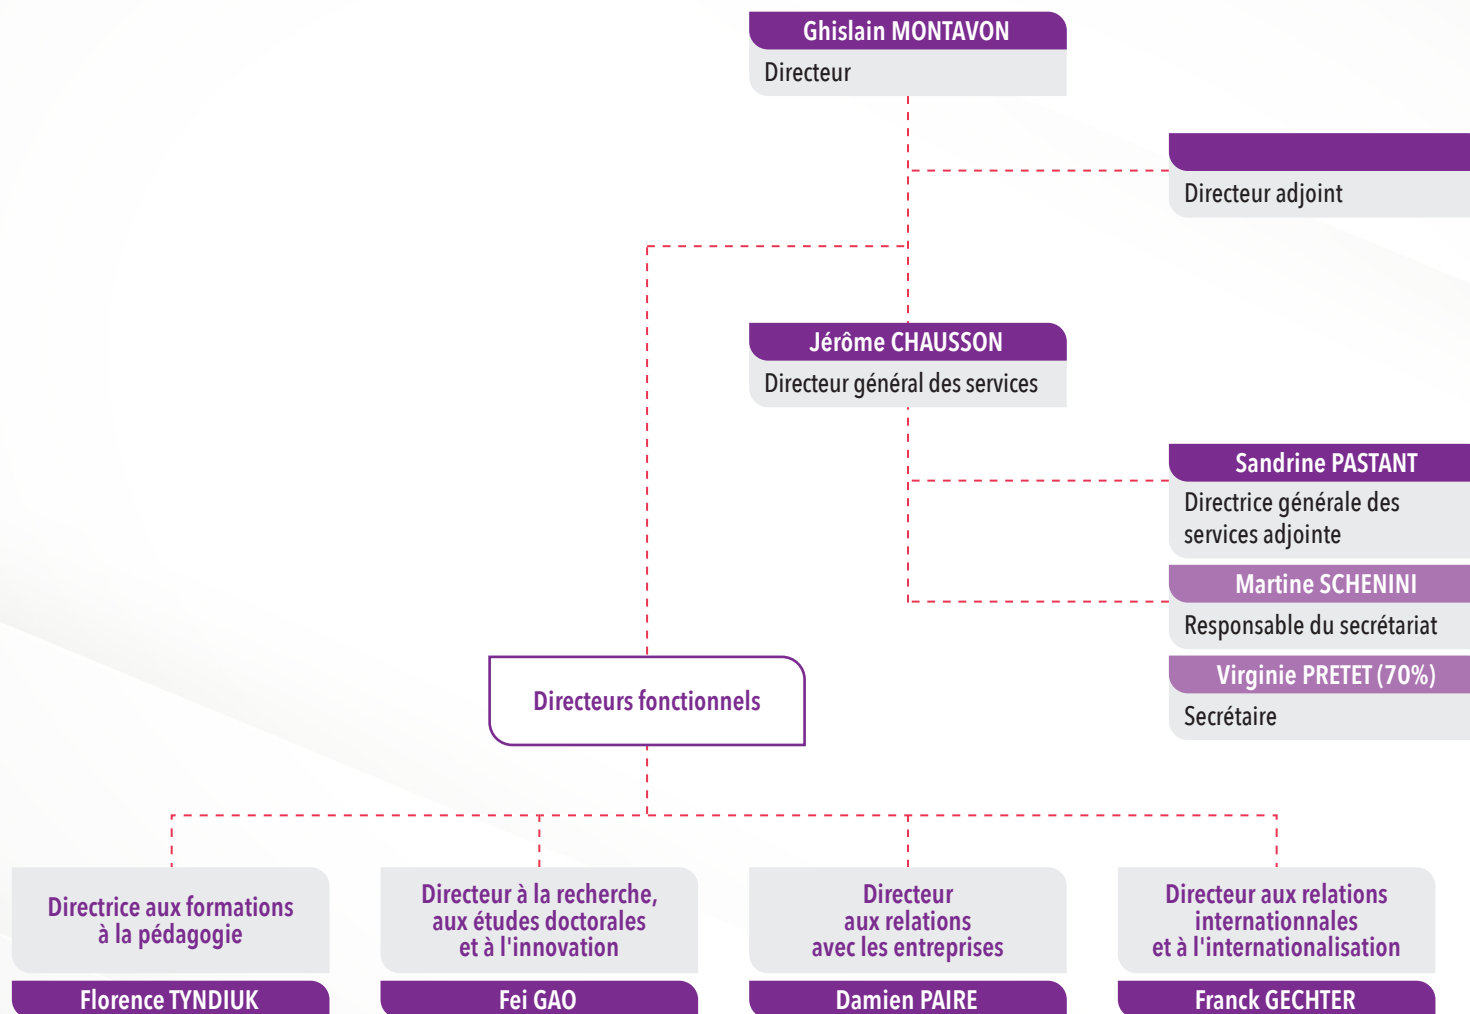 Ghislain MONTAVON
Directeur
Directeur adjoint
Jérôme CHAUSSON
Directeur général des services
Sandrine PASTANT
Directrice générale des
services adjointe
Martine SCHENINI
Responsable du secrétariat
Virginie PRETET (70%)
Secrétaire
Directeurs fonctionnels
Directrice aux formations
à la pédagogie
Florence TYNDIUK
Directeur à la recherche,
aux études doctorales
et à l'innovation
Fei GAO
Directeur
aux relations
avec les entreprises
Damien PAIRE
Directeur aux relations
internationnales
et à l'internationalisation
Franck GECHTER